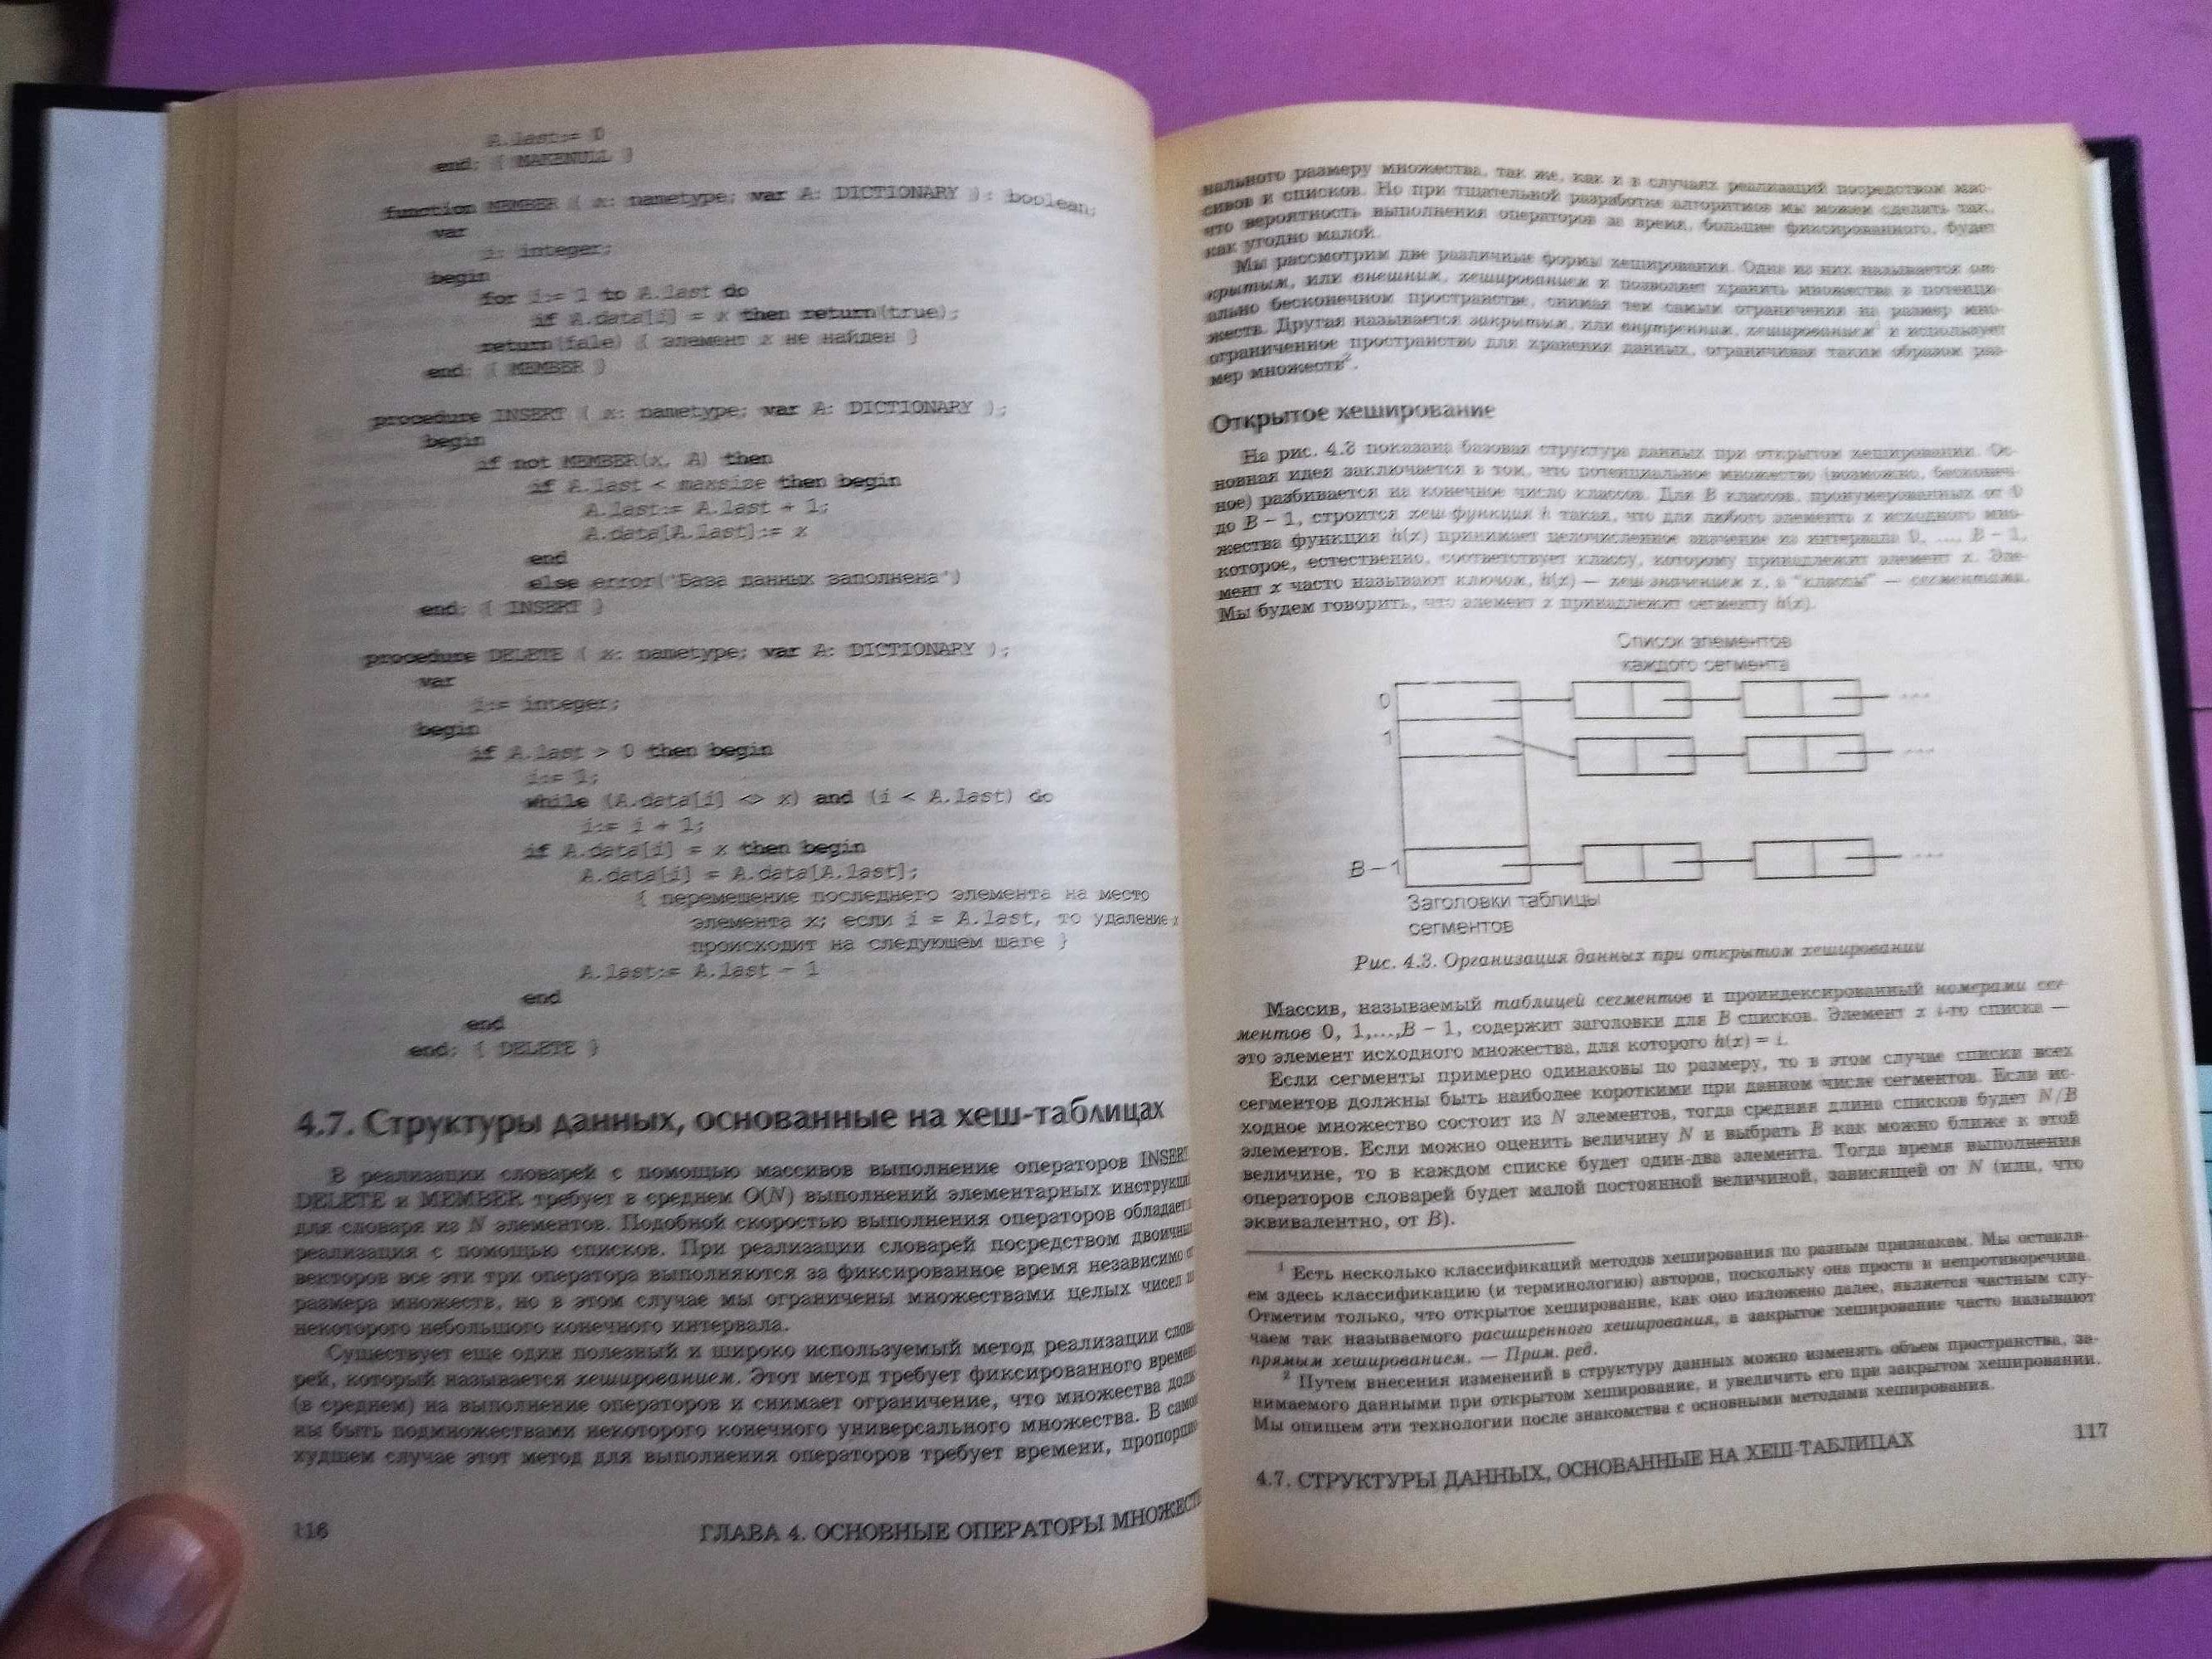 A.last:= 0
end; { MAKENULL }
function MEMBER ( x: nametype; var A: DICTIONARY ): boolean;
var
i: integer;
begin
for i:= 1 to A.last do
if A.data[i] = x then return(true);
return(fale) { элемент x не найден }
end; { MEMBER }
procedure INSERT ( x: nametype; var A: DICTIONARY );
begin
if not MEMBER(x, A) then
if A.last < maxsize then begin
A.last:= A.last + 1;
A.data[A.last]:= x
end
else error('База данных заполнена')
end; { INSERT }
procedure DELETE ( x: nametype; var A: DICTIONARY );
var
i:= integer;
begin
if A.last > 0 then begin
i:= 1;
while (A.data[i] <> x) and (i < A.last) do
i:= i + 1;
if A.data[i] = x then begin
A.data[i] = A.data[A.last];
{ перемещение последнего элемента на место
элемента x; если i = A.last, то удаление x
происходит на следующем шаге }
A.last:= A.last - 1
end
end
end; { DELETE }
4.7. Структуры данных, основанные на хеш-таблицах
В реализации словарей с помощью массивов выполнение операторов INSERT
DELETE и MEMBER требует в среднем O(N) выполнений элементарных инструкци
для словаря из N элементов. Подобной скоростью выполнения операторов обладает
реализация с помощью списков. При реализации словарей посредством двоичны
векторов все эти три оператора выполняются за фиксированное время независимо от
размера множеств, но в этом случае мы ограничены множествами целых чисел и
некоторого небольшого конечного интервала.
Существует еще один полезный и широко используемый метод реализации слова-
рей, который называется хешированием. Этот метод требует фиксированного времени
(в среднем) на выполнение операторов и снимает ограничение, что множества долж
ны быть подмножествами некоторого конечного универсального множества. В самом
худшем случае этот метод для выполнения операторов требует времени, пропорцио
116
ГЛАВА 4. ОСНОВНЫЕ ОПЕРАТОРЫ МНОЖЕСТВ
нального размеру множества, так же, как и в случаях реализаций посредством мас-
сивов и списков. Но при тщательной разработке алгоритмов мы можем сделать так,
что вероятность выполнения операторов за время, большее фиксированного, будет
как угодно малой.
Мы рассмотрим две различные формы хеширования. Одна из них называется от-
крытым, или внешним, хешированием и позволяет хранить множества в потенци-
ально бесконечном пространстве, снимая тем самым ограничения на размер мно-
жеств. Другая называется закрытым, или внутренним, хешированием¹ и использует
ограниченное пространство для хранения данных, ограничивая таким образом раз-
мер множеств².
Открытое хеширование
На рис. 4.3 показана базовая структура данных при открытом хешировании. Ос-
новная идея заключается в том, что потенциальное множество (возможно, бесконеч-
ное) разбивается на конечное число классов. Для B классов, пронумерованных от 0
до B − 1, строится хеш-функция h такая, что для любого элемента x исходного мно-
жества функция h(x) принимает целочисленное значение из интервала 0, ..., B − 1,
которое, естественно, соответствует классу, которому принадлежит элемент x. Эле-
мент x часто называют ключом, h(x) — хеш-значением x, а "классы" — сегментами.
Мы будем говорить, что элемент x принадлежит сегменту h(x).
Список элементов
каждого сегмента
0
1
B − 1
Заголовки таблицы
сегментов
Рис. 4.3. Организация данных при открытом хешировании
Массив, называемый таблицей сегментов и проиндексированный номерами сег-
ментов 0, 1,...,B − 1, содержит заголовки для B списков. Элемент x i-го списка —
это элемент исходного множества, для которого h(x) = i.
Если сегменты примерно одинаковы по размеру, то в этом случае списки всех
сегментов должны быть наиболее короткими при данном числе сегментов. Если ис-
ходное множество состоит из N элементов, тогда средняя длина списков будет N/B
элементов. Если можно оценить величину N и выбрать B как можно ближе к этой
величине, то в каждом списке будет один-два элемента. Тогда время выполнения
операторов словарей будет малой постоянной величиной, зависящей от N (или, что
эквивалентно, от B).
¹ Есть несколько классификаций методов хеширования по разным признакам. Мы оставля-
ем здесь классификацию (и терминологию) авторов, поскольку она проста и непротиворечива.
Отметим только, что открытое хеширование, как оно изложено далее, является частным слу-
чаем так называемого расширенного хеширования, а закрытое хеширование часто называют
прямым хешированием. — Прим. ред.
² Путем внесения изменений в структуру данных можно изменять объем пространства, за-
нимаемого данными при открытом хеширование, и увеличить его при закрытом хешировании.
Мы опишем эти технологии после знакомства с основными методами хеширования.
4.7. СТРУКТУРЫ ДАННЫХ, ОСНОВАННЫЕ НА ХЕШ-ТАБЛИЦАХ
117